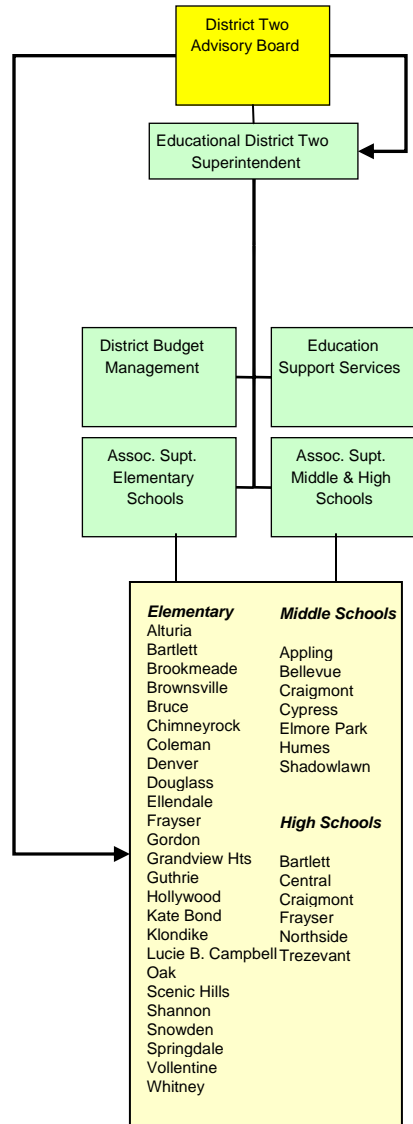 District Two
Advisory Board
Educational District Two
Superintendent
District Budget
Management
Education
Support Services
Assoc. Supt.
Elementary
Schools
Assoc. Supt.
Middle & High
Schools
Elementary
Alturia
Bartlett
Brookmeade
Brownsville
Bruce
Chimneyrock
Coleman
Denver
Douglass
Ellendale
Frayser
Gordon
Grandview Hts
Guthrie
Hollywood
Kate Bond
Klondike
Lucie B. Campbell
Oak
Scenic Hills
Shannon
Snowden
Springdale
Vollentine
Whitney
Middle Schools
Appling
Bellevue
Craigmont
Cypress
Elmore Park
Humes
Shadowlawn
High Schools
Bartlett
Central
Craigmont
Frayser
Northside
Trezevant